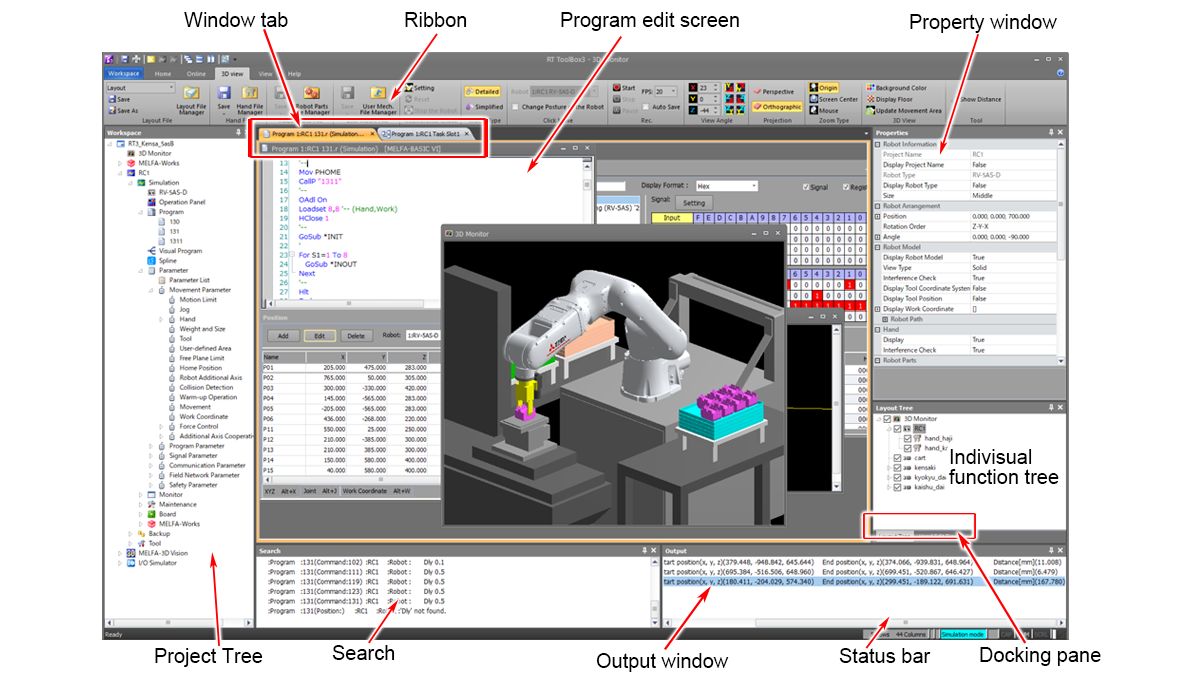 Window tab
Ribbon
Program edit screen
Property window
RT ToolBox3 - 3D Monitor
Workspace Home Online 3D view View Help
Layout
Save
Save As
Layout File Manager
Layout File
Save
Hand File Manager
Robot Parts Manager
User Mech. File Manager
Setting
Reset
Detailed
Simplified
Robot: 1:RC1 RV-5AS-D
Change Posture the Robot
Start
Stop
FPS: 20
Auto Save
Rec.
X 23
Y 0
Z -44
View Angle
Perspective
Orthographic
Projection
Origin
Screen Center
Mouse
Zoom Type
Background Color
Display Floor
Update Movement Area
3D View
Show Distance
Tool
Workspace
RT3_Kensa_5asB
3D Monitor
MELFA-Works
RC1
Simulation
RV-5AS-D
Operation Panel
Program
130
131
1311
Visual Program
Spline
Parameter
Parameter List
Movement Parameter
Motion Limit
Jog
Hand
Weight and Size
Tool
User-defined Area
Free Plane Limit
Home Position
Robot Additional Axis
Collision Detection
Warm-up Operation
Movement
Work Coordinate
Force Control
Additional Axis Cooperati
Program Parameter
Signal Parameter
Communication Parameter
Field Network Parameter
Safety Parameter
Monitor
Maintenance
Board
MELFA-Works
Backup
Tool
MELFA-3D Vision
I/O Simulator
Program 1:RC1 131.r (Simulation...
Program 1:RC1 Task Slot1
Program 1:RC1 131.r (Simulation) [MELFA-BASIC VI]
13 '--
14 Mov PHOME
15 CallP "1311"
16 '--
17 OAdl On
18 Loadset 8,8 '-- (Hand,Work)
19 HClose 1
20 '--
21 GoSub *INIT
22 '
23 For S1=1 To 8
24 GoSub *INOUT
25 Next
26 '--
27 Hlt
Display Format : Hex
Signal
Signal: Setting
Input F E D C B A 9 8 7 6 5 4 3 2 1 0
Position
Add Edit Delete Robot: 1:RV-5AS-D
Name X Y Z
P01 205.000 475.000 283.000
P02 765.000 50.000 305.000
P03 300.000 -330.000 420.000
P04 145.000 -565.000 283.000
P05 -205.000 -565.000 283.000
P06 436.000 -268.000 220.000
P11 550.000 25.000 250.000
P12 210.000 -385.000 300.000
P13 210.000 385.000 300.000
P14 150.000 580.000 400.000
P15 40.000 580.000 400.000
XYZ Alt+X Joint Alt+J Work Coordinate Alt+W
3D Monitor
Properties
Robot Information
Project Name RC1
Display Project Name False
Robot Type RV-5AS-D
Display Robot Type False
Size Middle
Robot Arrangement
Position 0.000, 0.000, 700.000
Rotation Order Z-Y-X
Angle 0.000, 0.000, -90.000
Robot Model
Display Robot Model True
View Type Solid
Interference Check True
Display Tool Coordinate System False
Display Tool Position False
Display Work Coordinate []
Robot Path
Hand
Display True
Interference Check True
Robot Parts
Layout Tree
3D Monitor
RC1
hand_haji
cart
kensaki
kyokyu_dai
kaishu_dai
Indivisual
function tree
Search
:Program :131(Command:102) :RC1 :Robot : Dly 0.1
:Program :131(Command:111) :RC1 :Robot : Dly 0.5
:Program :131(Command:119) :RC1 :Robot : Dly 0.5
:Program :131(Command:123) :RC1 :Robot : Dly 0.5
:Program :131(Command:131) :RC1 :Robot : Dly 0.5
:Program :131(Position:) :RC1 'Dly' not found.
Output
tart position(x, y, z)(379.448, -948.842, 645.644) End position(x, y, z)(374.066, -939.831, 648.964) Distance[mm](11.008)
tart position(x, y, z)(695.384, -516.506, 648.960) End position(x, y, z)(699.451, -520.867, 646.427) Distance[mm](6.479)
tart position(x, y, z)(180.411, -204.029, 574.340) End position(x, y, z)(299.451, -189.122, 691.631) Distance[mm](167.780)
Ready
44 Columns
Simulation mode
Project Tree
Search
Output window
Status bar
Docking pane